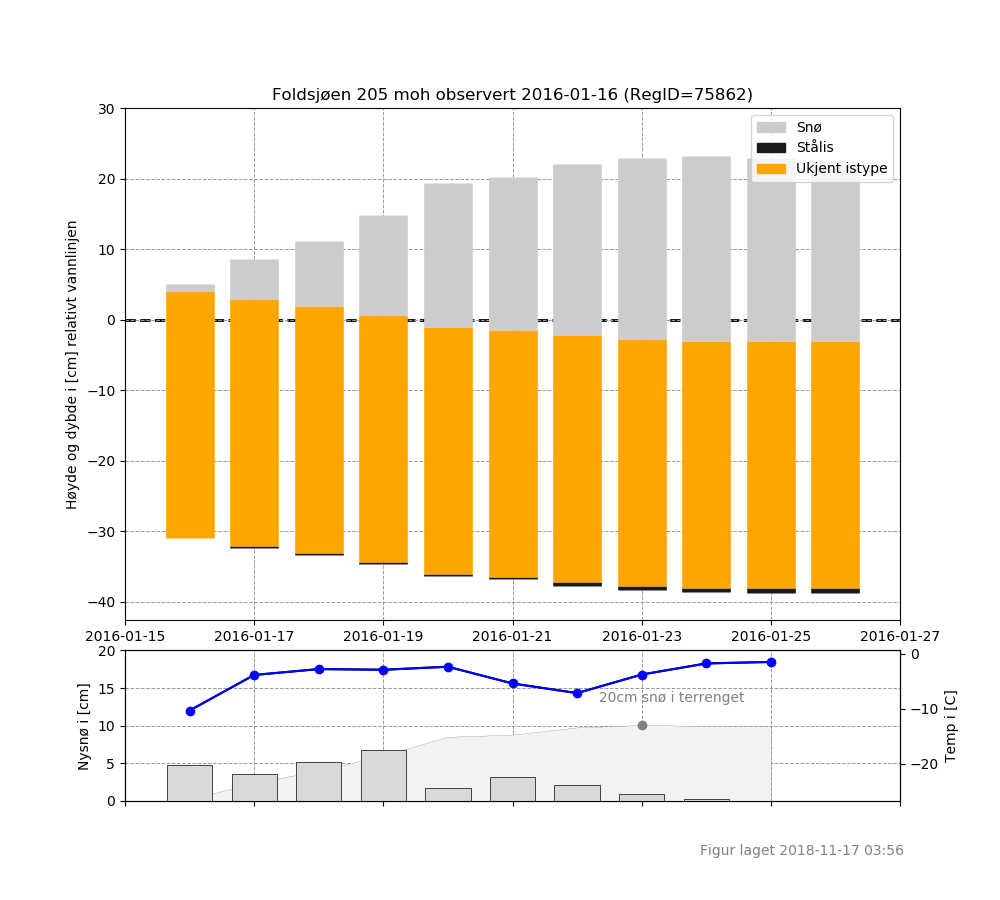 Foldsjøen 205 moh observert 2016-01-16 (RegID=75862)
30
20
10
0
−10
−20
−30
−40
Høyde og dybde i [cm] relativt vannlinjen
Snø
Stålis
Ukjent istype
2016-01-15 2016-01-17 2016-01-19 2016-01-21 2016-01-23 2016-01-25 2016-01-27
20
15
10
5
0
Nysnø i [cm]
20cm snø i terrenget
0
−10
−20
Temp i [C]
Figur laget 2018-11-17 03:56